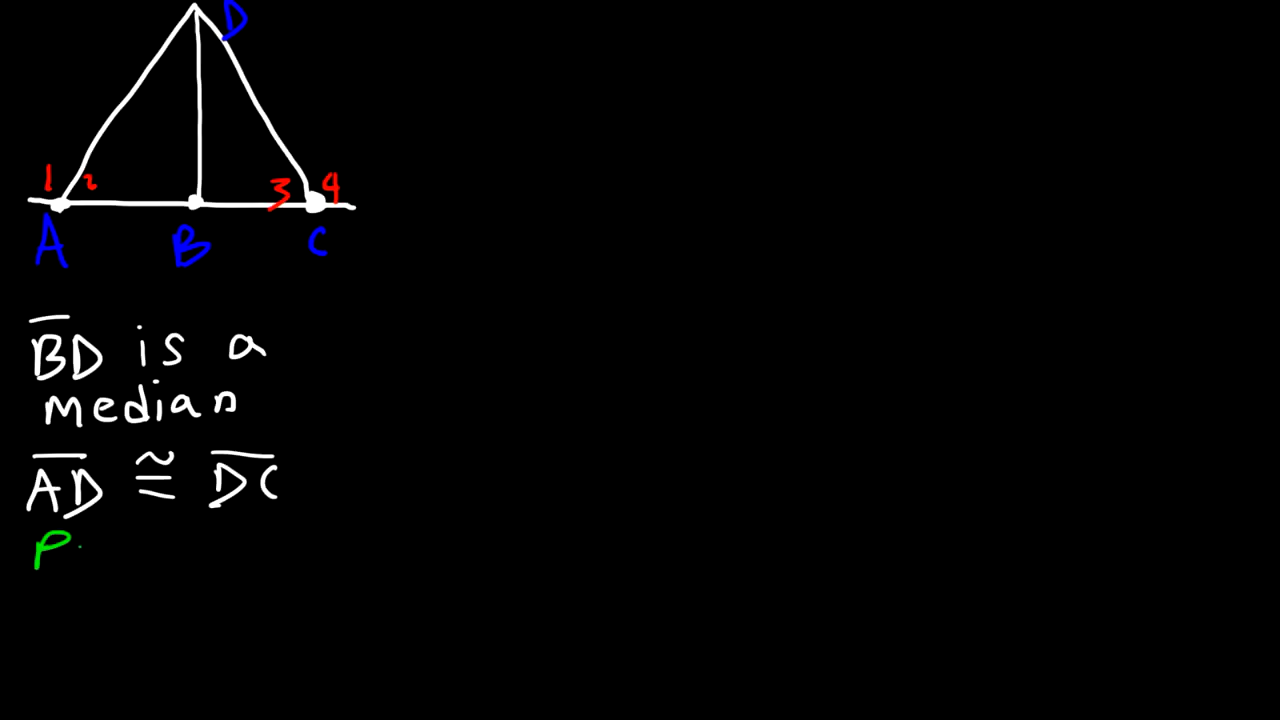 D
1 2 3 4
A B C
BD is a
median
AD ≅ DC
P